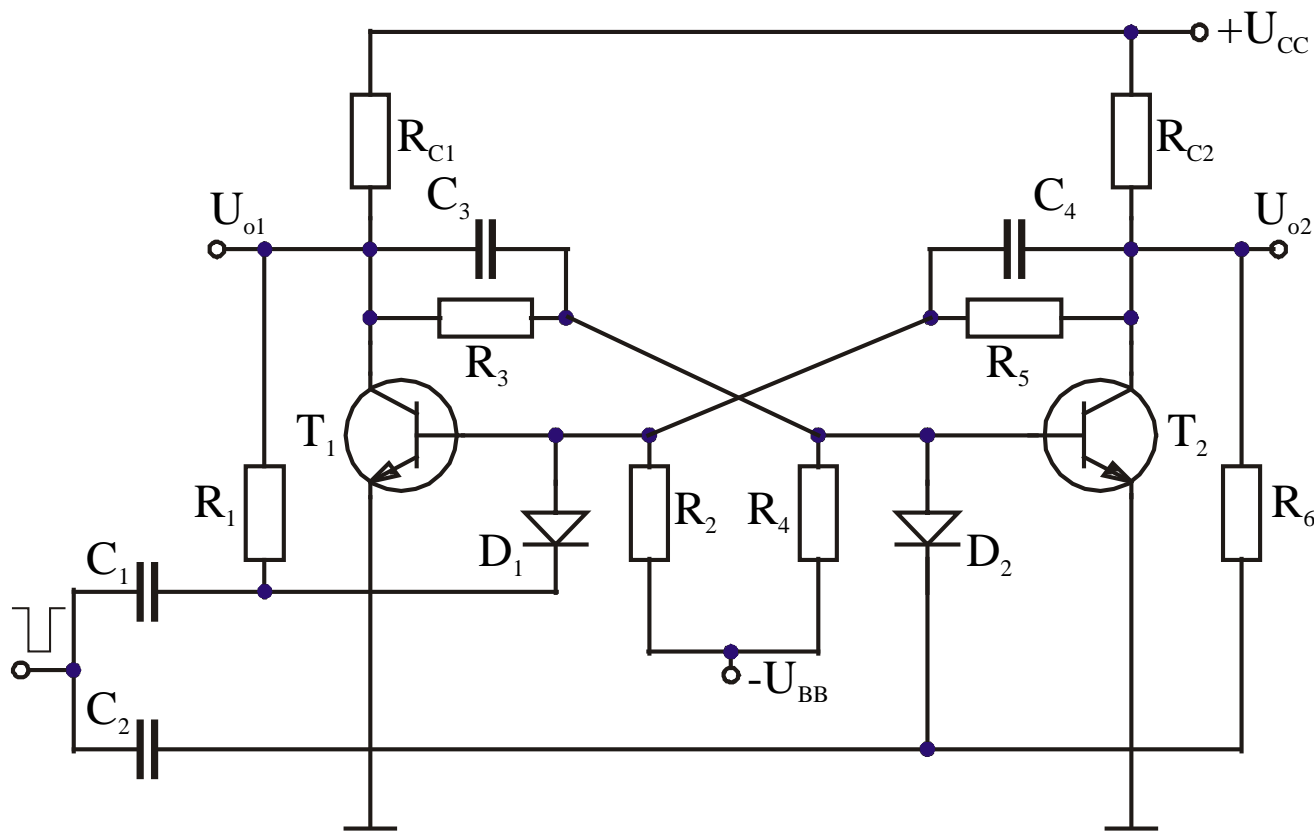 +U_CC
R_C1
R_C2
C_3
C_4
U_o1
U_o2
R_3
R_5
T_1
T_2
R_1
R_2
R_4
R_6
D_1
D_2
C_1
-U_BB
C_2